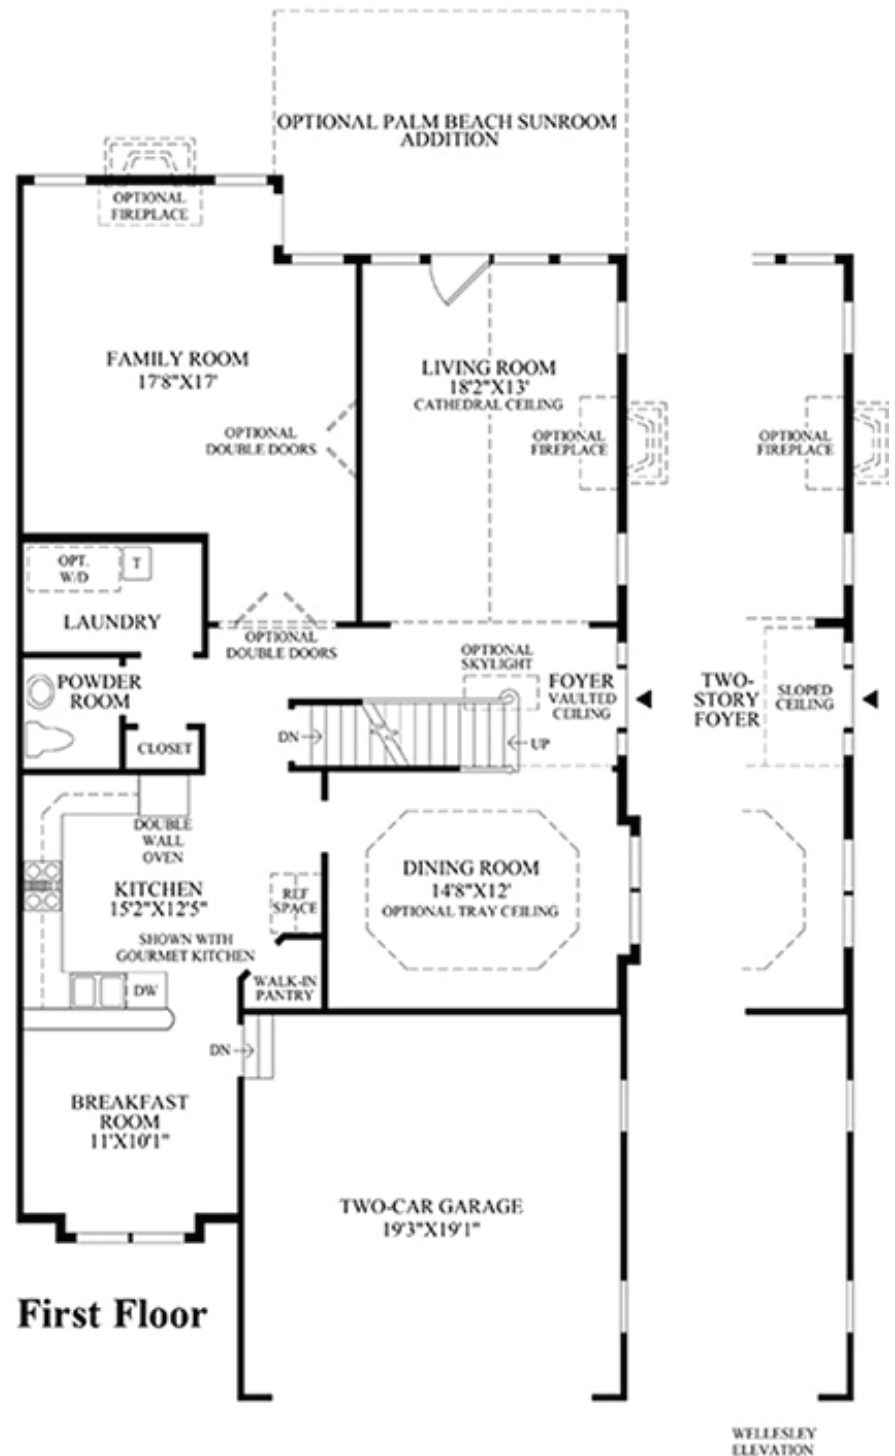 OPTIONAL PALM BEACH SUNROOM
ADDITION
OPTIONAL
FIREPLACE
FAMILY ROOM
17'8"X17'
LIVING ROOM
18'2"X13'
CATHEDRAL CEILING
OPTIONAL
DOUBLE DOORS
OPTIONAL
FIREPLACE
OPTIONAL
FIREPLACE
OPT.
W/D
T
LAUNDRY
OPTIONAL
DOUBLE DOORS
OPTIONAL
SKYLIGHT
POWDER
ROOM
FOYER
VAULTED
CEILING
TWO-
STORY
FOYER
SLOPED
CEILING
CLOSET
DN
UP
DOUBLE
WALL
OVEN
KITCHEN
15'2"X12'5"
REF
SPACE
DINING ROOM
14'8"X12'
OPTIONAL TRAY CEILING
SHOWN WITH
GOURMET KITCHEN
DW
WALK-IN
PANTRY
DN
BREAKFAST
ROOM
11'X10'1"
TWO-CAR GARAGE
19'3"X19'1"
First Floor
WELLESLEY
ELEVATION